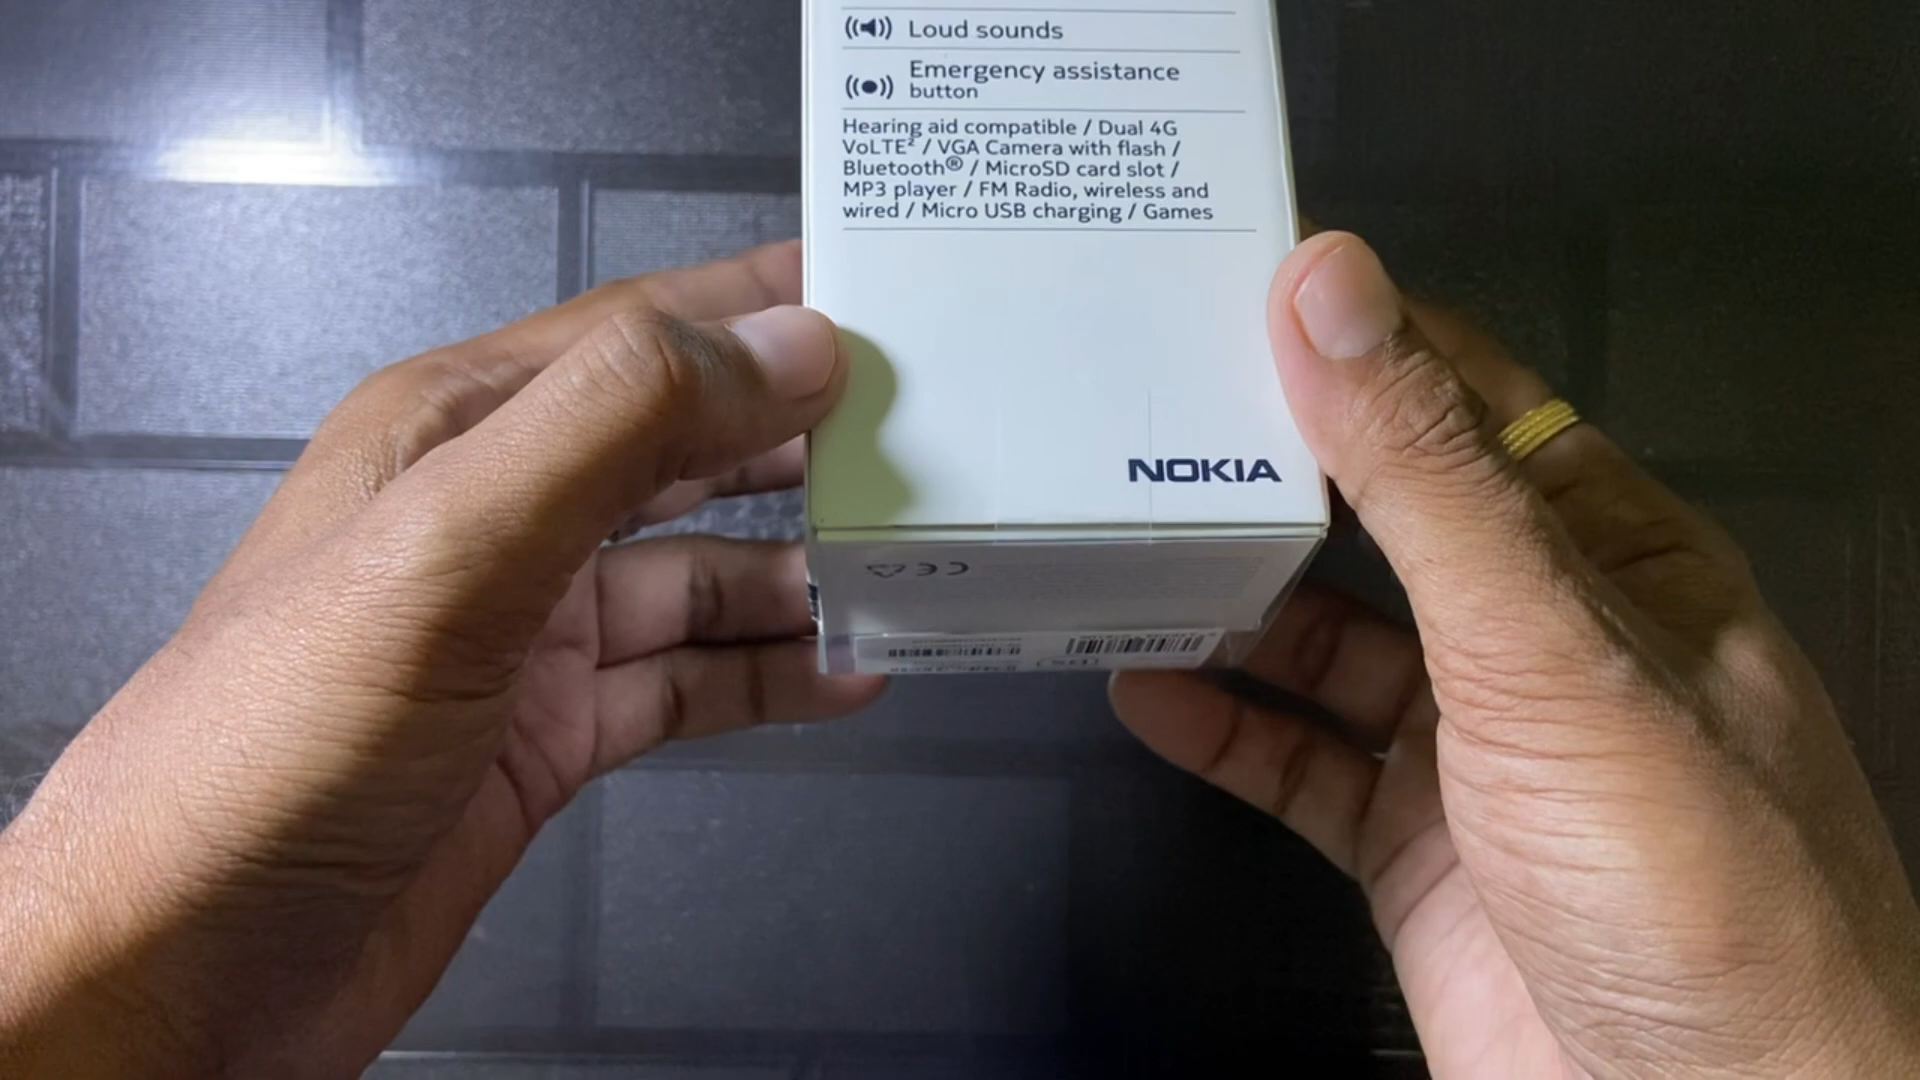 Loud sounds
Emergency assistance
button
Hearing aid compatible / Dual 4G
VoLTE² / VGA Camera with flash /
Bluetooth® / MicroSD card slot /
MP3 player / FM Radio, wireless and
wired / Micro USB charging / Games
NOKIA